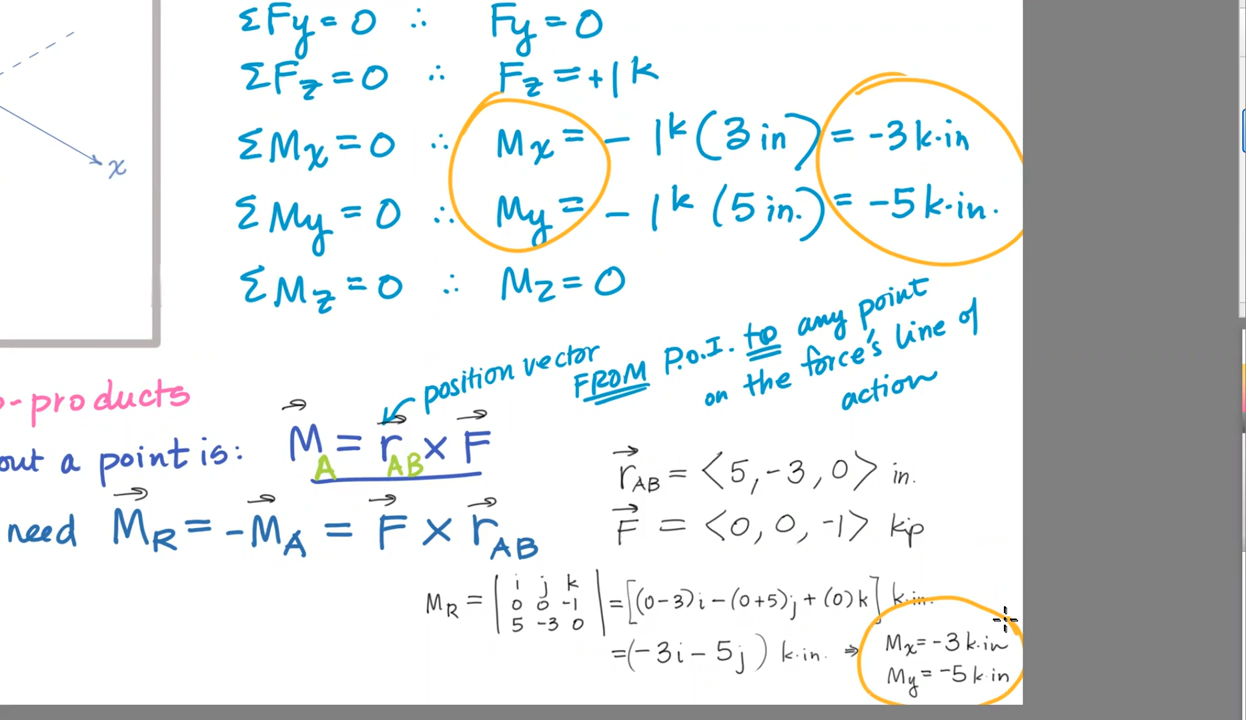 ΣFy = 0 ∴ Fy = 0
ΣFz = 0 ∴ Fz = +1k
ΣMx = 0 ∴ Mx = - 1k (3 in) = -3 k·in
ΣMy = 0 ∴ My = - 1k (5 in.) = -5 k·in.
ΣMz = 0 ∴ Mz = 0
x
position vector
FROM P.O.I. TO any point
on the force's line of
action
-products
out a point is: M⃗A = r⃗AB × F⃗
need M⃗R = -M⃗A = F⃗ × r⃗AB
r⃗AB = <5, -3, 0> in.
F⃗ = <0, 0, -1> kip
MR = | i j k | = [(0-3)i - (0+5)j + (0)k] k·in.
0 0 -1
5 -3 0
= (-3i - 5j) k·in. ⇒ Mx = -3 k·in
My = -5 k·in